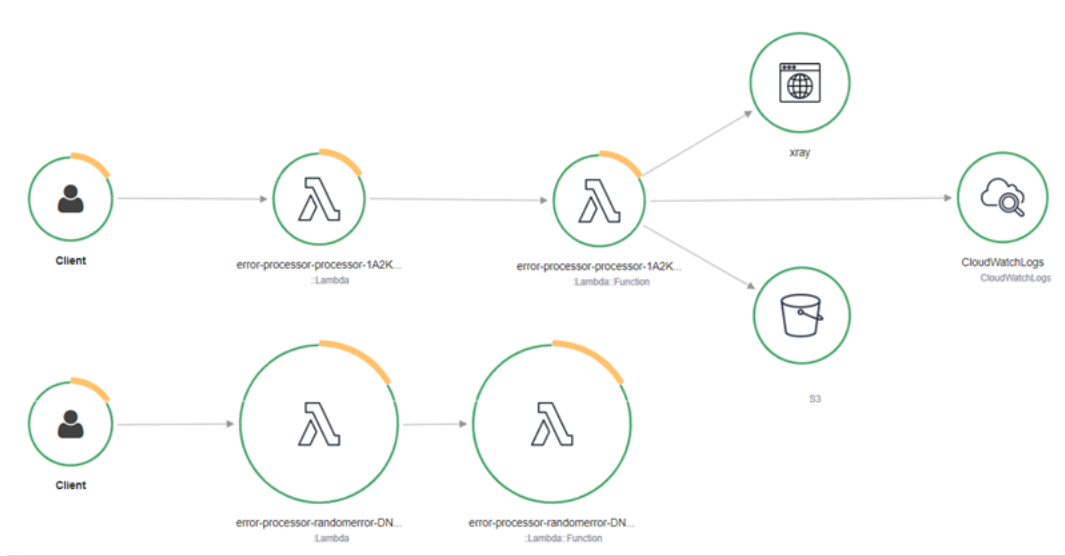 xray
Client
error-processor-processor-1A2K...
::Lambda
error-processor-processor-1A2K...
:Lambda::Function
CloudWatchLogs
CloudWatchLogs
S3
Client
error-processor-randomerror-DN...
:Lambda
error-processor-randomerror-DN...
:Lambda::Function